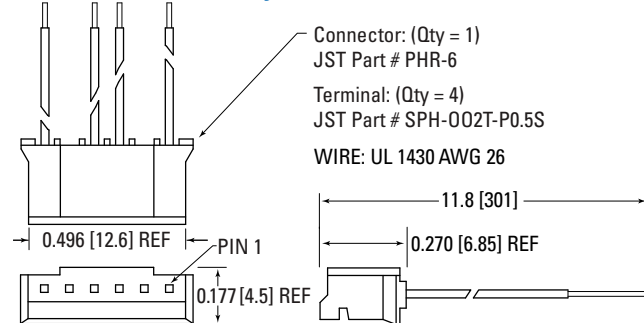 Connector: (Qty = 1)
JST Part # PHR-6
Terminal: (Qty = 4)
JST Part # SPH-OO2T-P0.5S
WIRE: UL 1430 AWG 26
11.8 [301]
0.496 [12.6] REF
PIN 1
0.270 [6.85] REF
0.177 [4.5] REF